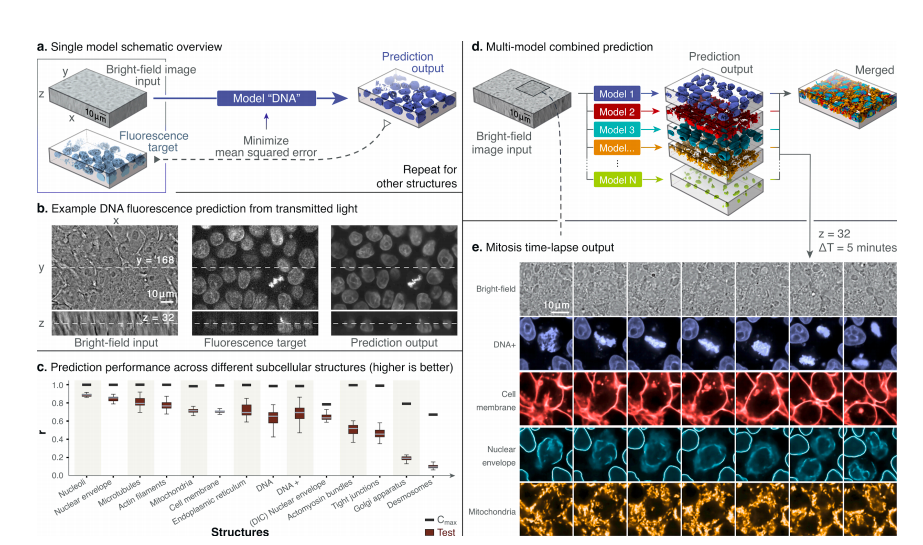 a. Single model schematic overview
y
Bright-field image
input
z
10μm
x
Model "DNA"
Prediction
output
Fluorescence
target
Minimize
mean squared error
Repeat for
other structures
b. Example DNA fluorescence prediction from transmitted light
x
y
y = 168
10μm
z
z = 32
Bright-field input
Fluorescence target
Prediction output
c. Prediction performance across different subcellular structures (higher is better)
r
1.0
0.8
0.6
0.4
0.2
0.0
Nucleoli
Nuclear envelope
Microtubules
Actin filaments
Mitochondria
Cell membrane
Endoplasmic reticulum
DNA
DNA +
(DIC) Nuclear envelope
Actomyosin bundles
Tight junctions
Golgi apparatus
Desmosomes
Structures
Cmax
Test
d. Multi-model combined prediction
Prediction
output
Merged
10μm
Bright-field
image input
Model 1
Model 2
Model 3
Model...
⋮
Model N
z = 32
ΔT = 5 minutes
e. Mitosis time-lapse output
Bright-field
10μm
DNA+
Cell
membrane
Nuclear
envelope
Mitochondria